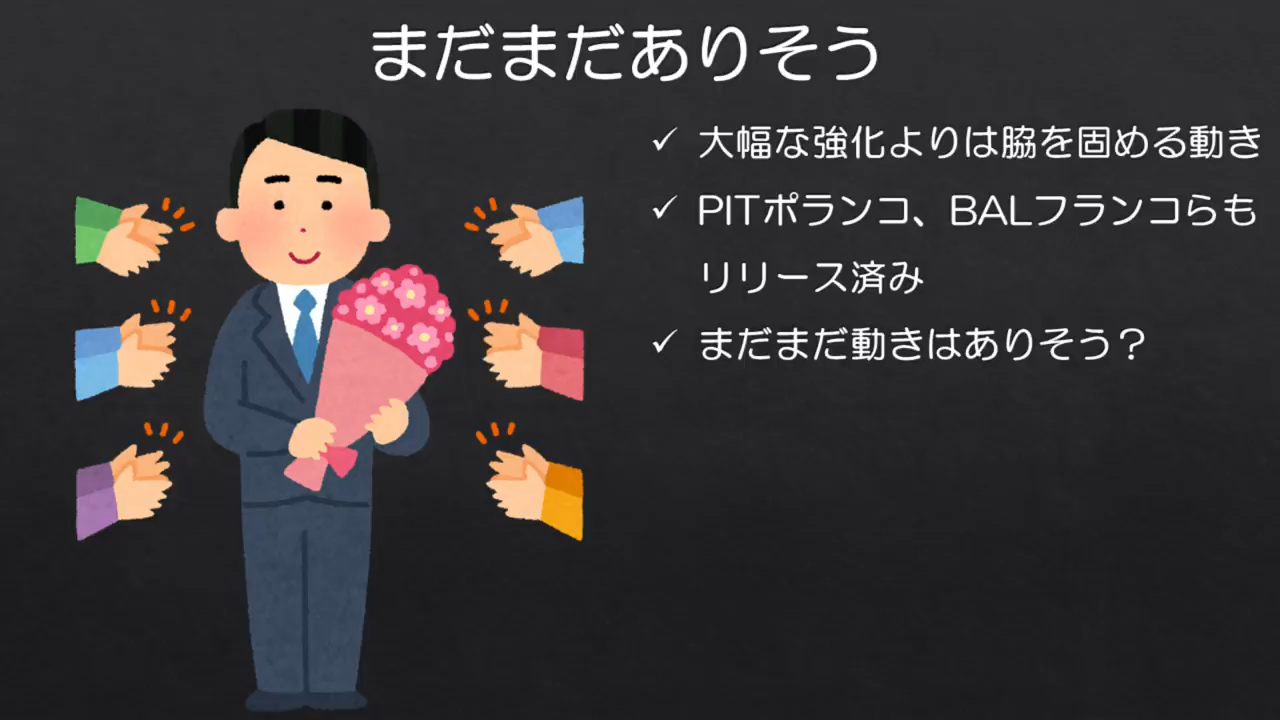 まだまだありそう
✓ 大幅な強化よりは脇を固める動き
✓ PITポランコ、BALフランコらも
リリース済み
✓ まだまだ動きはありそう？